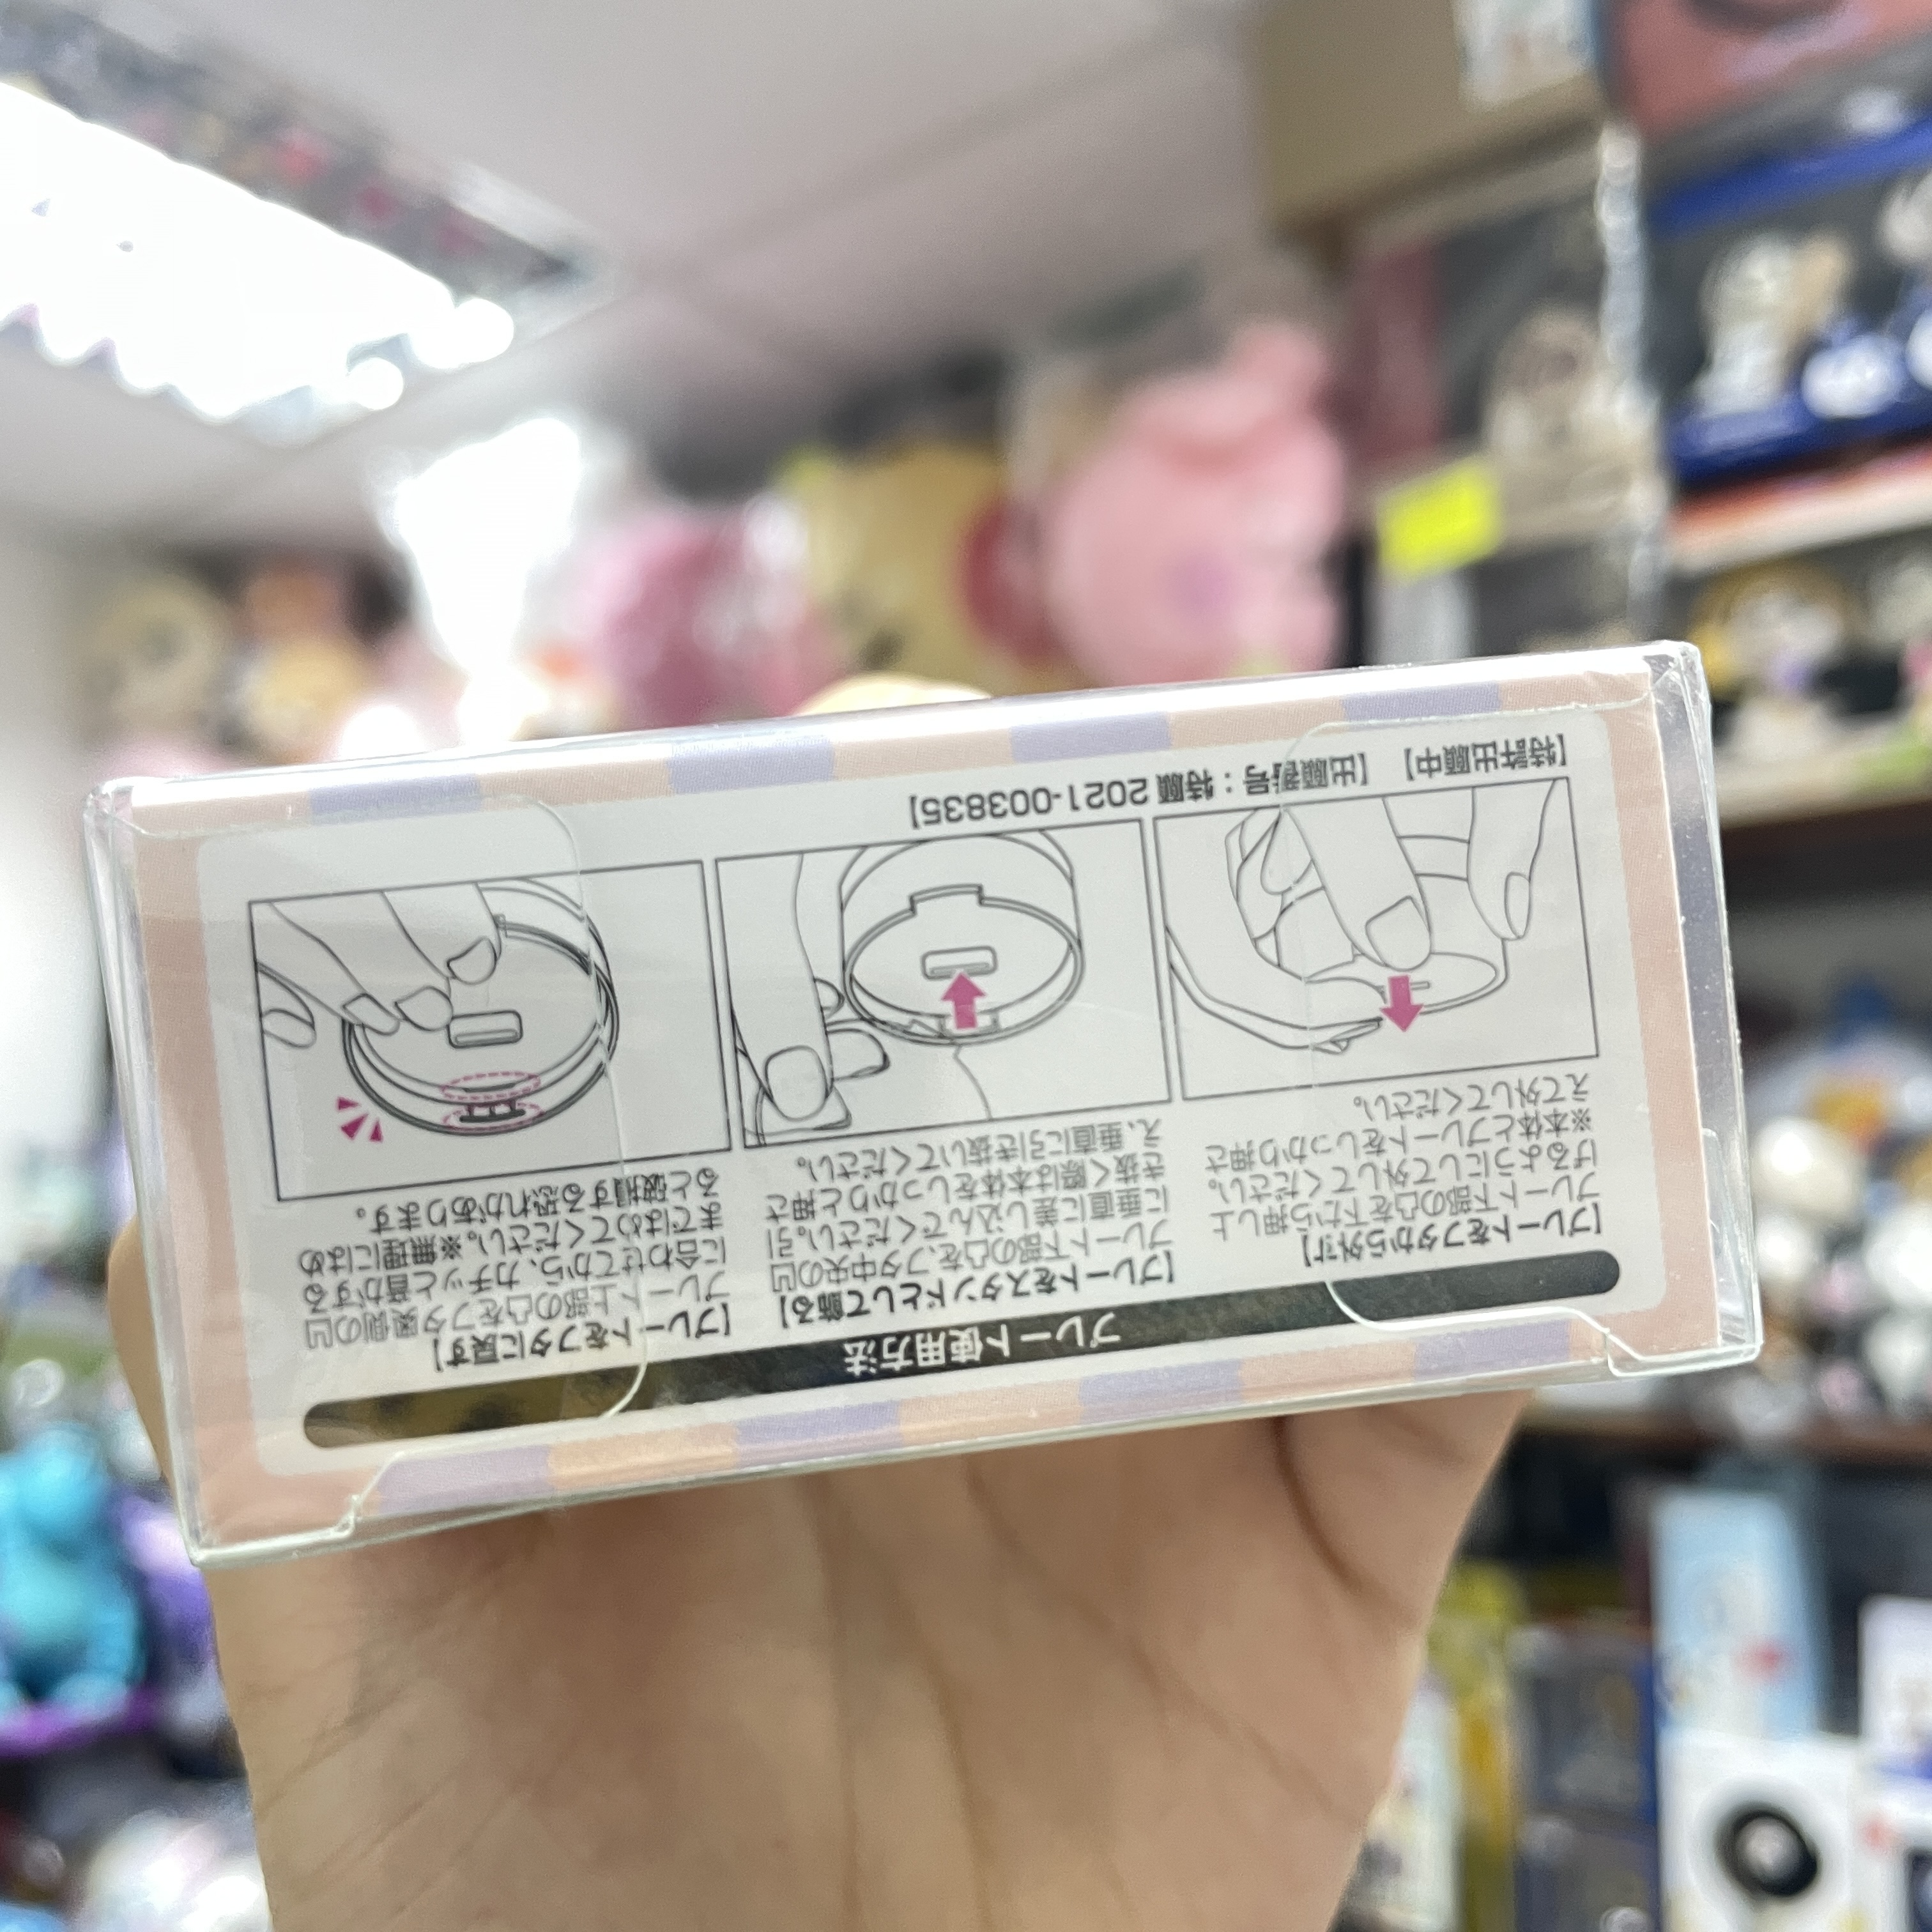 プレート使用方法
【プレートをフタから外す】
プレート下部の凸を下から押し上
げるようにして外してください。
※本体とプレートをしっかり押さ
えて外してください。
【プレートをスタンドとして飾る】
プレート下部の凸を、フタ中央の凹
に垂直に差し込んでください。引
き抜く際は本体をしっかりと押さ
え、垂直に引き抜いてください。
【プレートをフタに戻す】
プレート上部の凸をフタ裏側の凹
に合わせてから、カチッと音がする
まではめてください。※無理にはめ
ると破損する恐れがあります。
【特許出願中】【出願番号：特願 2021-003835】